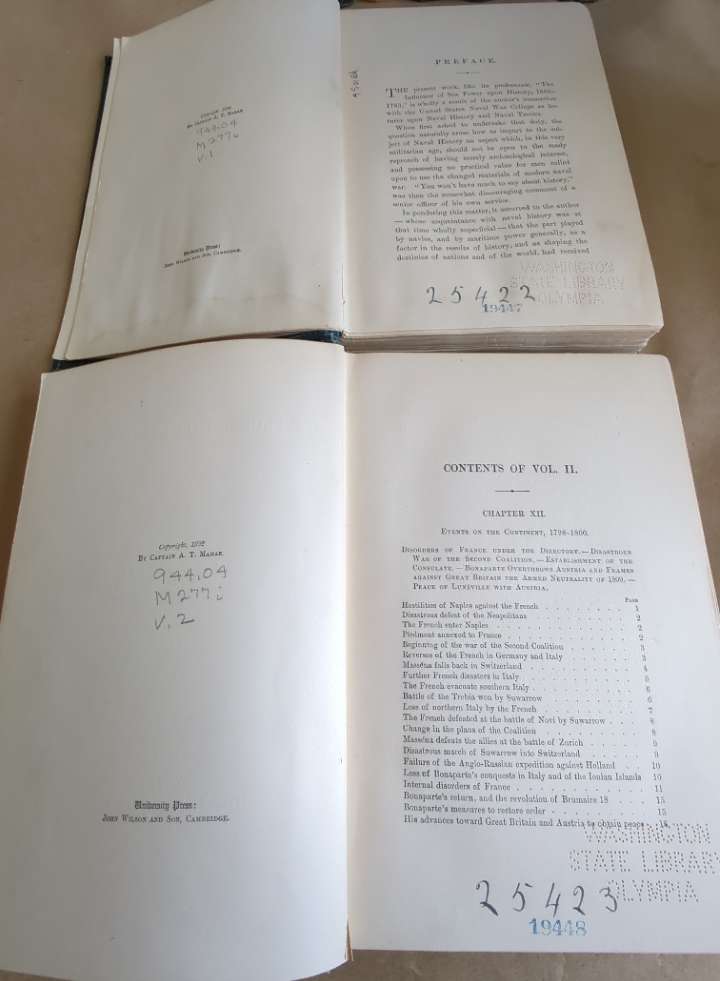 Copyright, 1892
By Captain A. T. Mahan.
944.04
M277i
v.1
University Press:
John Wilson and Son, Cambridge.
PREFACE.
The present work, like its predecessor, "The
Influence of Sea Power upon History, 1660-
1783," is wholly a result of the author's connection
with the United States Naval War College as lec-
turer upon Naval History and Naval Tactics.
When first asked to undertake that duty, the
question naturally arose how to impart to the sub-
ject of Naval History an aspect which, in this very
utilitarian age, should not be open to the ready
reproach of having merely archæological interest,
and possessing no practical value for men called
upon to use the changed materials of modern naval
war. "You won't have much to say about history,"
was then the somewhat discouraging comment of a
senior officer of his own service.
In pondering this matter, it occurred to the author
— whose acquaintance with naval history was at
that time wholly superficial — that the part played
by navies, and by maritime power generally, as a
factor in the results of history, and as shaping the
destinies of nations and of the world, had received
WASHINGTON
STATE LIBRARY
OLYMPIA
25422
19447
Copyright, 1892
By Captain A. T. Mahan.
944.04
M277i
v.2
University Press:
John Wilson and Son, Cambridge.
CONTENTS OF VOL. II.
CHAPTER XII.
Events on the Continent, 1798-1800.
Disorders of France under the Directory. — Disastrous
War of the Second Coalition. — Establishment of the
Consulate. — Bonaparte Overthrows Austria and Frames
against Great Britain the Armed Neutrality of 1800. —
Peace of Lunéville with Austria.
Page
Hostilities of Naples against the French . . . 1
Disastrous defeat of the Neapolitans . . . 2
The French enter Naples . . . 2
Piedmont annexed to France . . . 2
Beginning of the war of the Second Coalition . . . 3
Reverses of the French in Germany and Italy . . . 3
Masséna falls back in Switzerland . . . 4
Further French disasters in Italy . . . 5
The French evacuate southern Italy . . . 6
Battle of the Trebia won by Suwarrow . . . 6
Loss of northern Italy by the French . . . 7
The French defeated at the battle of Novi by Suwarrow . . . 8
Change in the plans of the Coalition . . . 8
Masséna defeats the allies at the battle of Zurich . . . 9
Disastrous march of Suwarrow into Switzerland . . . 9
Failure of the Anglo-Russian expedition against Holland . . 10
Loss of Bonaparte's conquests in Italy and of the Ionian Islands 10
Internal disorders of France . . . 11
Bonaparte's return, and the revolution of Brumaire 18 . . . 15
Bonaparte's measures to restore order . . . 15
His advances toward Great Britain and Austria to obtain peace
WASHINGTON
STATE LIBRARY
OLYMPIA
25423
19448